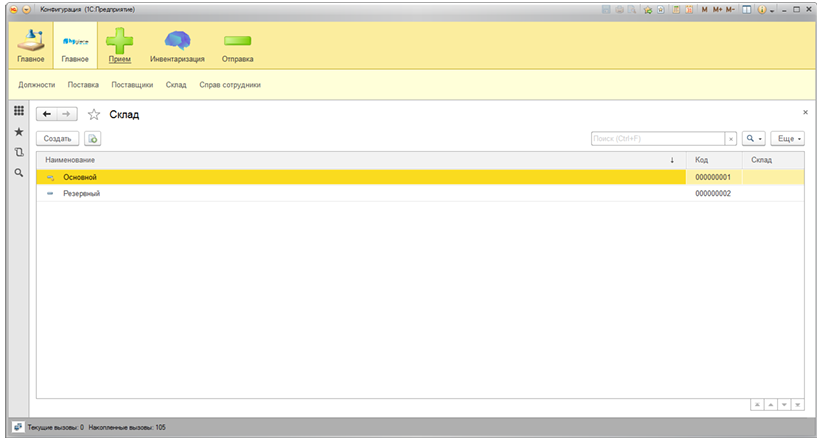 Конфигурация (1С:Предприятие)
M M+ M-
Главное Главное Прием Инвентаризация Отправка
Должности Поставка Поставщики Склад Справ сотрудники
Склад
Создать Поиск (Ctrl+F) Еще
Наименование Код Склад
Основной 000000001
Резервный 000000002
Текущие вызовы: 0 Накопленные вызовы: 105